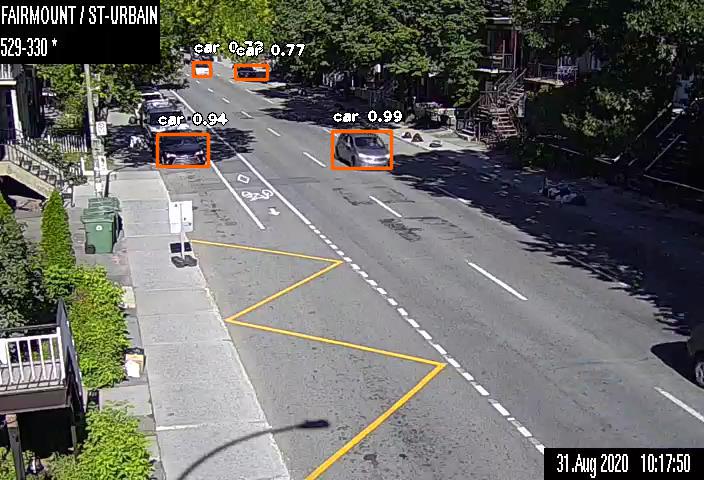 FAIRMOUNT / ST-URBAIN
529-330 *
car 0.77
car 0.94
car 0.99
31.Aug 2020 10:17:50